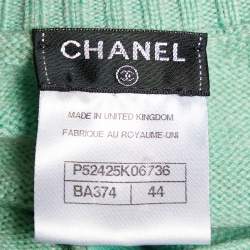 CHANEL
MADE IN UNITED KINGDOM
FABRIQUE AU ROYAUME-UNI
P52425K06736
BA374 44